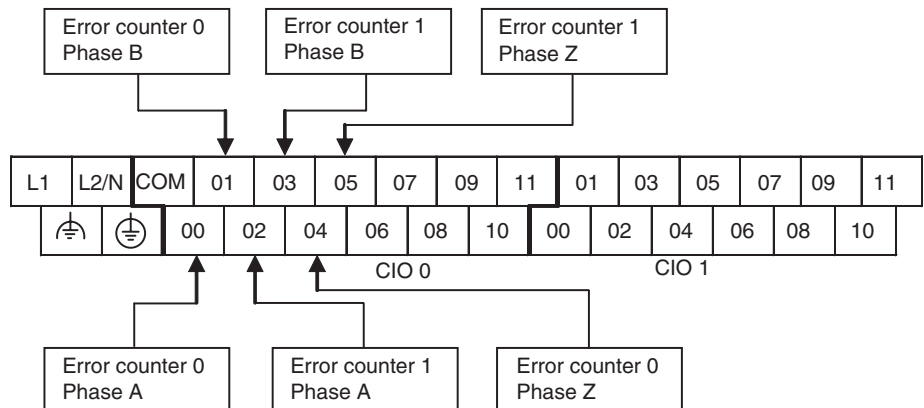 Error counter 0
Phase B
Error counter 1
Phase B
Error counter 1
Phase Z
L1 L2/N COM 01 03 05 07 09 11 01 03 05 07 09 11
00 02 04 06 08 10 00 02 04 06 08 10
CIO 0 CIO 1
Error counter 0
Phase A
Error counter 1
Phase A
Error counter 0
Phase Z